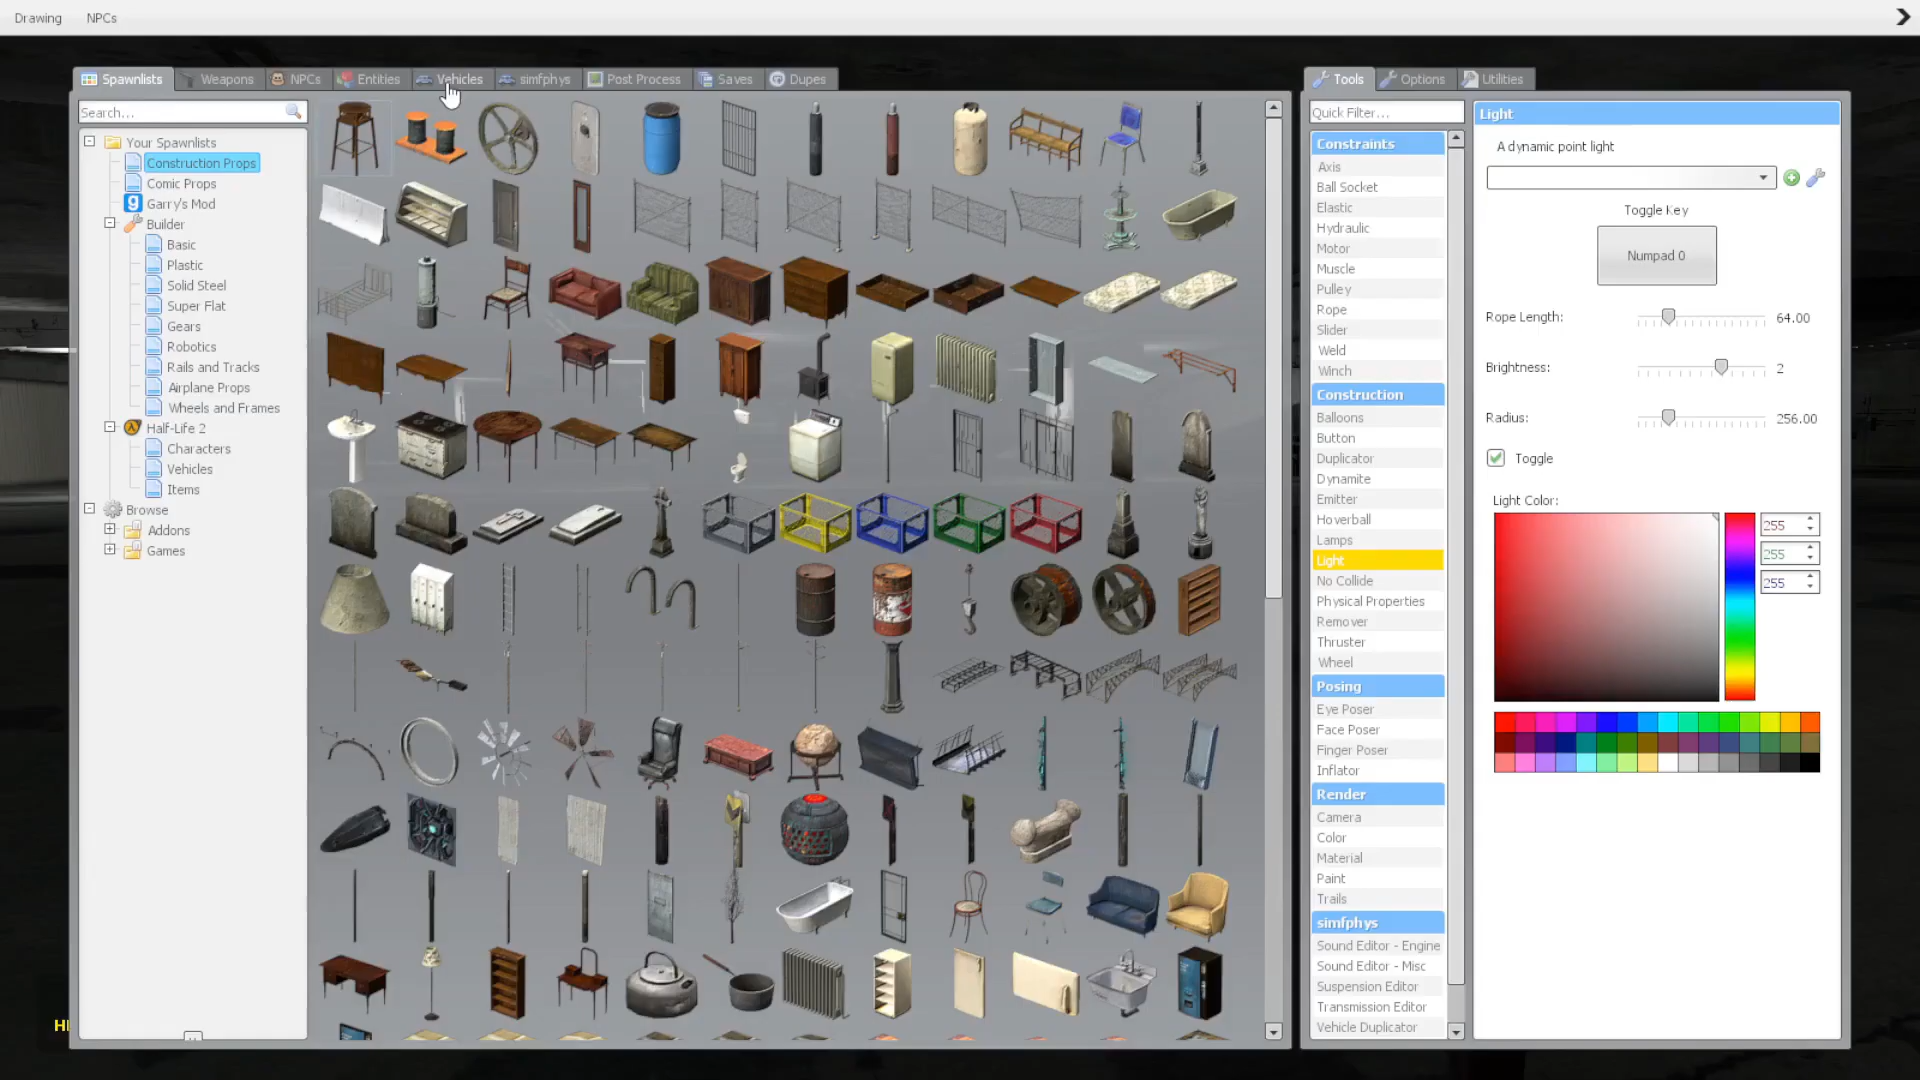 Drawing NPCs
Spawnlists Weapons NPCs Entities Vehicles simfphys Post Process Saves Dupes
Search...
Your Spawnlists
Construction Props
Comic Props
Garry's Mod
Builder
Basic
Plastic
Solid Steel
Super Flat
Gears
Robotics
Rails and Tracks
Airplane Props
Wheels and Frames
Half-Life 2
Characters
Vehicles
Items
Browse
Addons
Games
Tools Options Utilities
Quick Filter...
Constraints
Axis
Ball Socket
Elastic
Hydraulic
Motor
Muscle
Pulley
Rope
Slider
Weld
Winch
Construction
Balloons
Button
Duplicator
Dynamite
Emitter
Hoverball
Lamps
Light
No Collide
Physical Properties
Remover
Thruster
Wheel
Posing
Eye Poser
Face Poser
Finger Poser
Inflator
Render
Camera
Color
Material
Paint
Trails
simfphys
Sound Editor - Engine
Sound Editor - Misc
Suspension Editor
Transmission Editor
Vehicle Duplicator
Light
A dynamic point light
Toggle Key
Numpad 0
Rope Length: 64.00
Brightness: 2
Radius: 256.00
Toggle
Light Color:
255
255
255